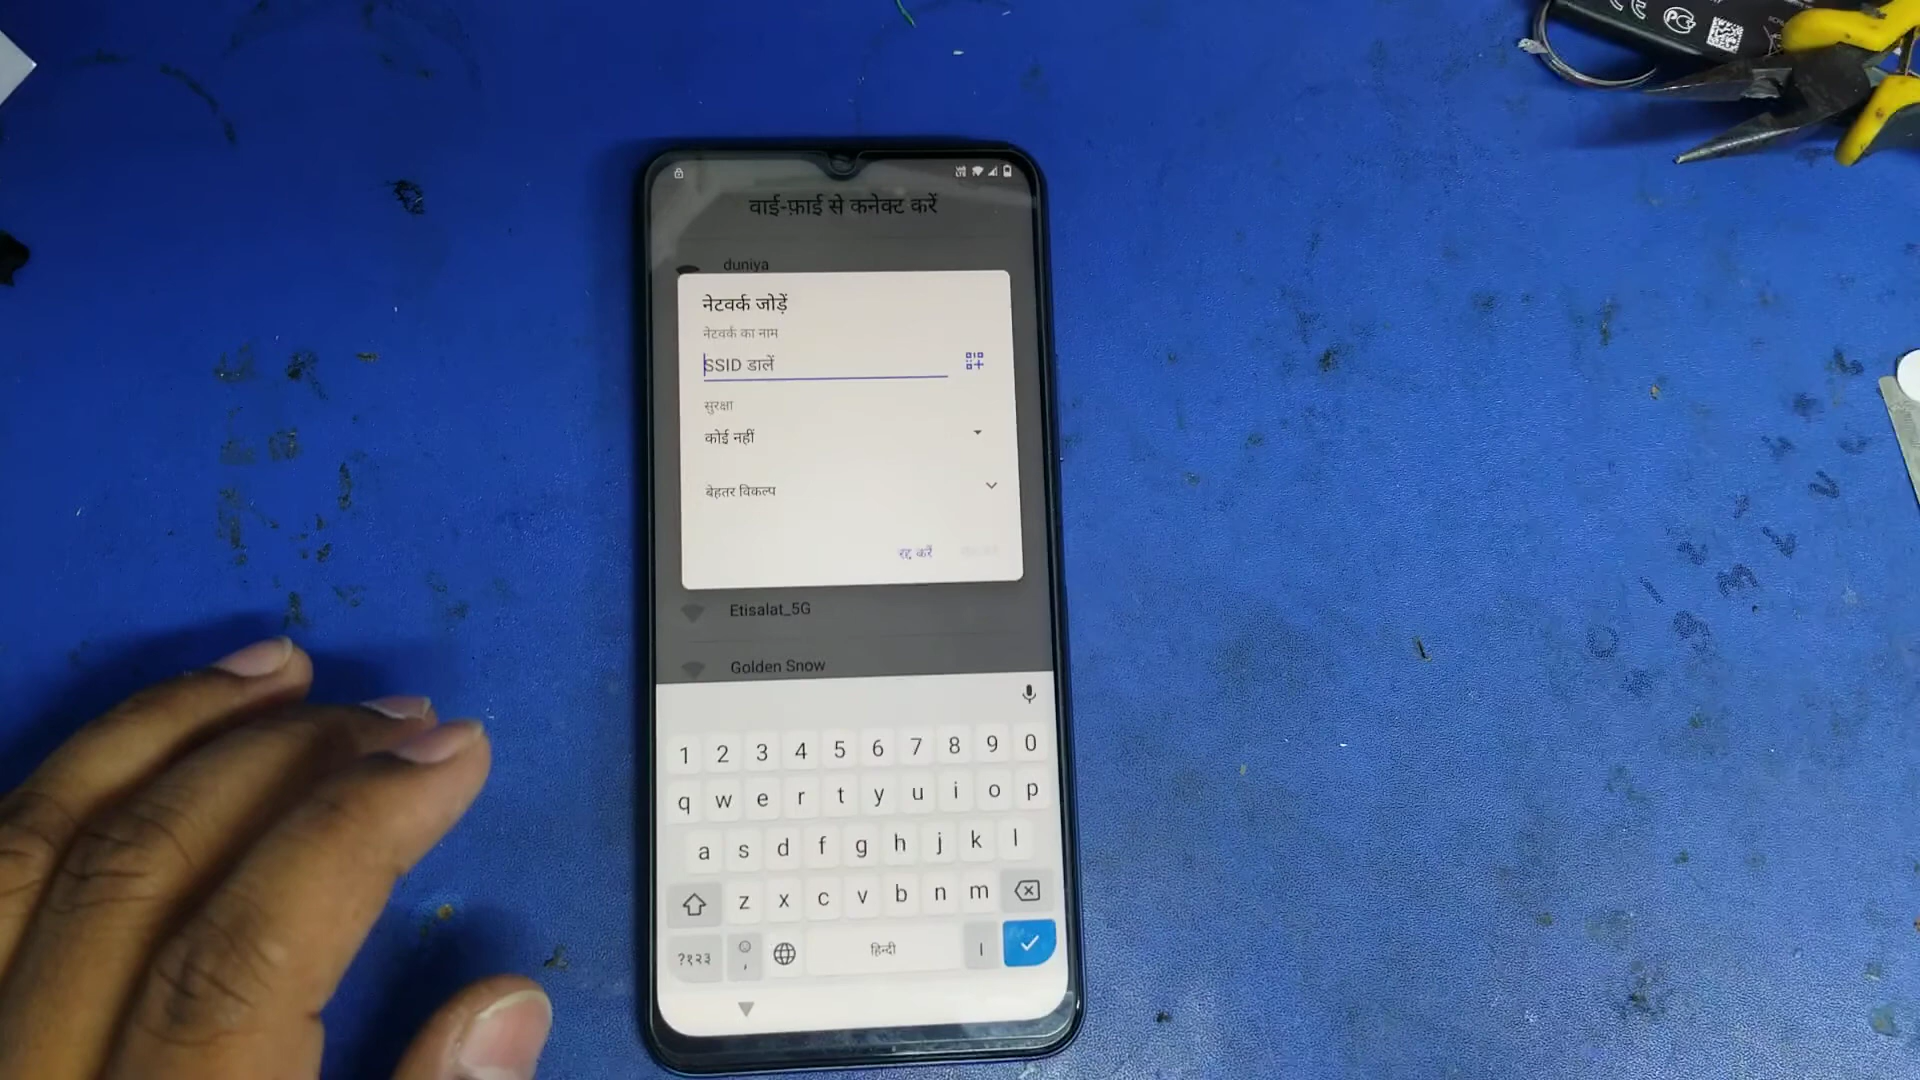 वाई-फ़ाई से कनेक्ट करें
duniya
नेटवर्क जोड़ें
नेटवर्क का नाम
SSID डालें
सुरक्षा
कोई नहीं
बेहतर विकल्प
रद्द करें
Etisalat_5G
Golden Snow
1 2 3 4 5 6 7 8 9 0
q w e r t y u i o p
a s d f g h j k l
z x c v b n m
?१२३ , हिन्दी ।